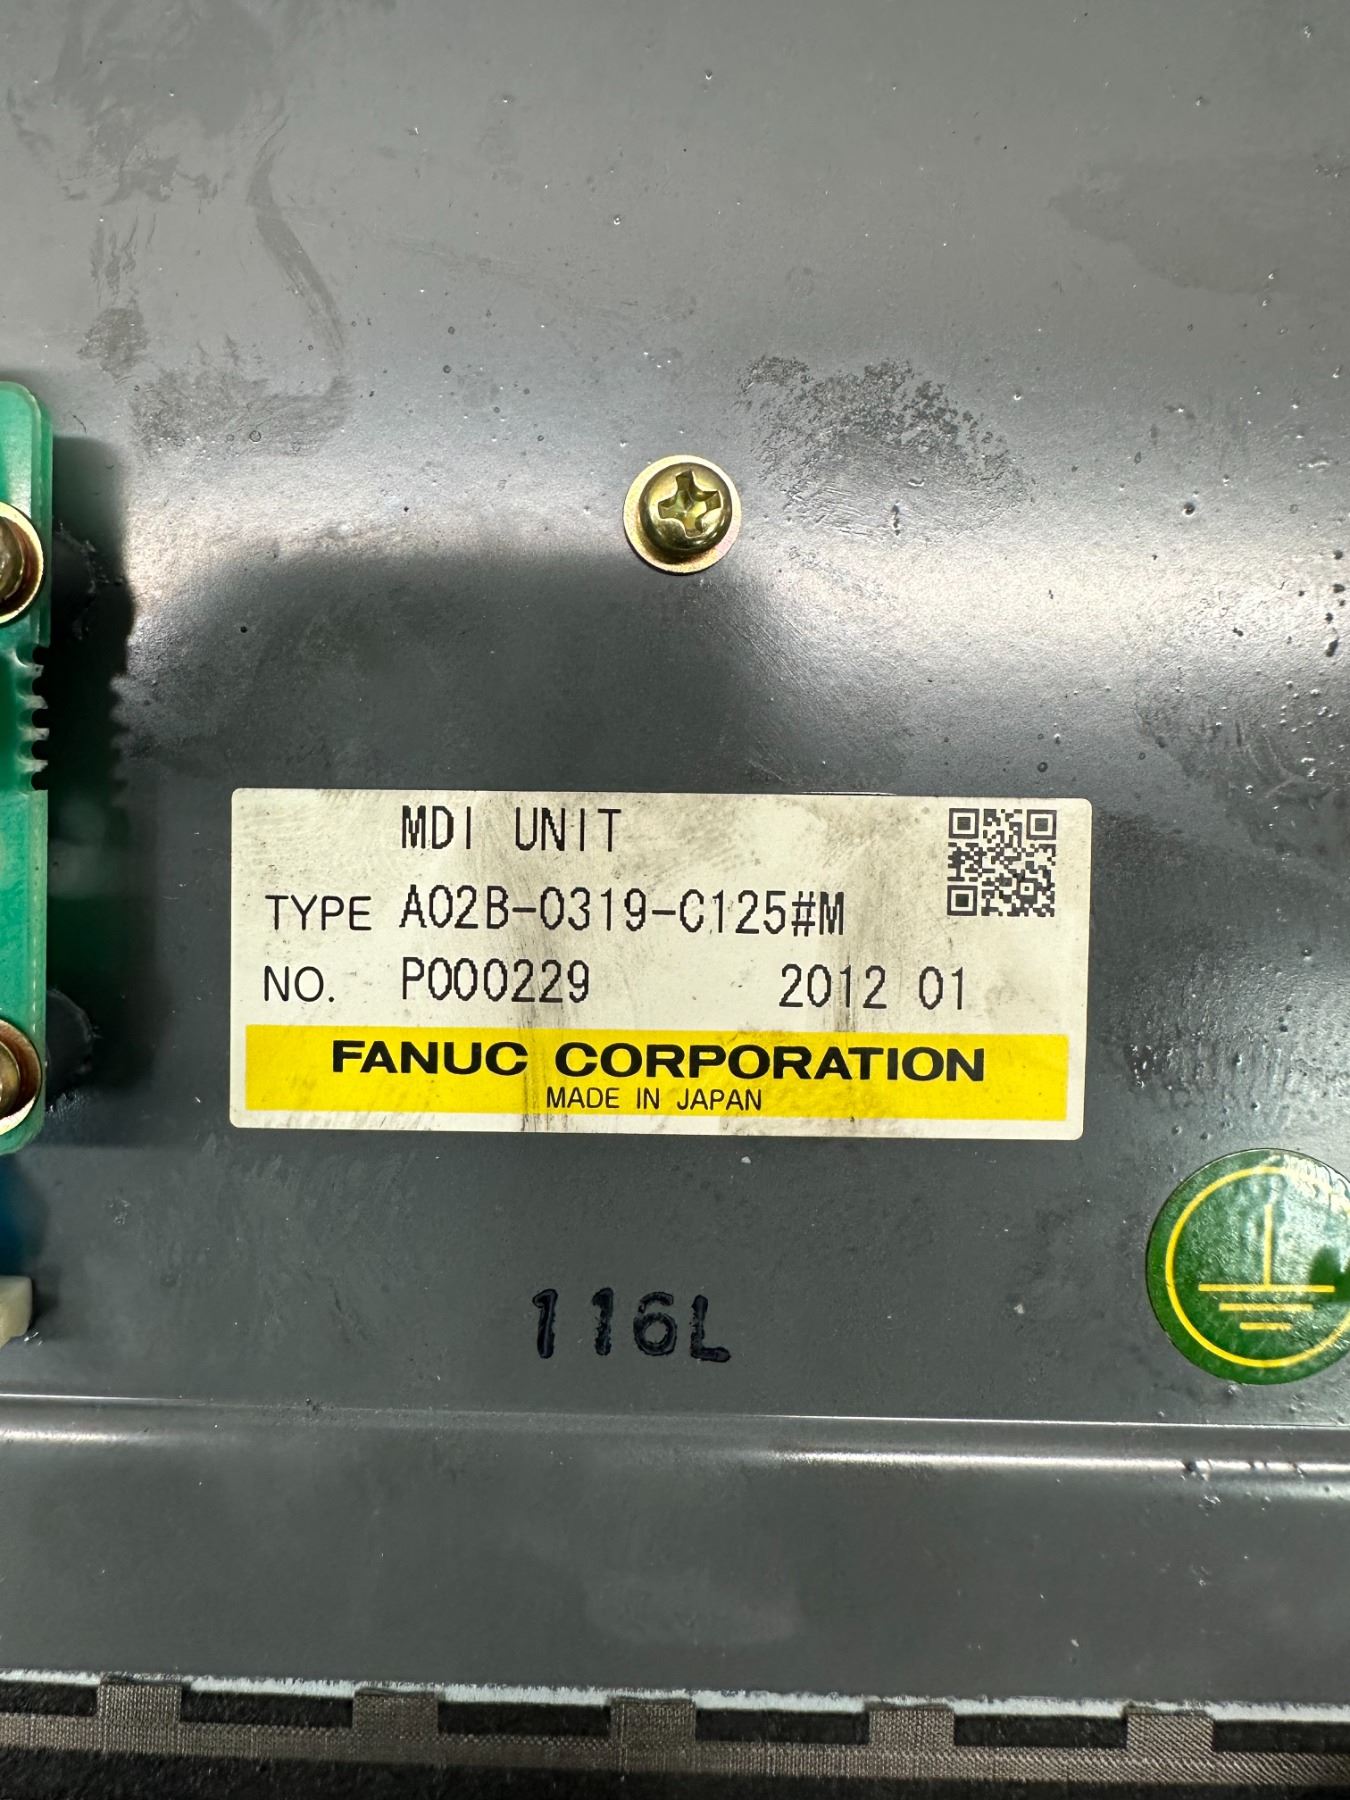 MDI UNIT
TYPE A02B-0319-C125#M
NO. P000229 2012 01
FANUC CORPORATION
MADE IN JAPAN
116L